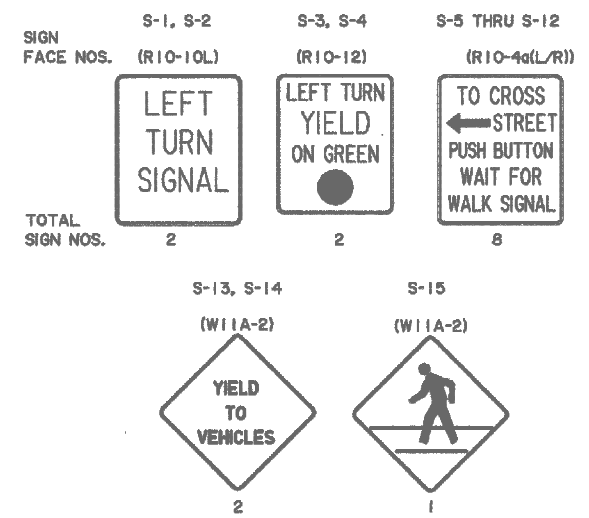 S-1, S-2 S-3, S-4 S-5 THRU S-12
SIGN
FACE NOS. (R10-10L) (R10-12) (R10-4a(L/R))
LEFT
TURN
SIGNAL
LEFT TURN
YIELD
ON GREEN
TO CROSS
STREET
PUSH BUTTON
WAIT FOR
WALK SIGNAL
TOTAL
SIGN NOS. 2 2 8
S-13, S-14 S-15
(W11A-2) (W11A-2)
YIELD
TO
VEHICLES
2 1